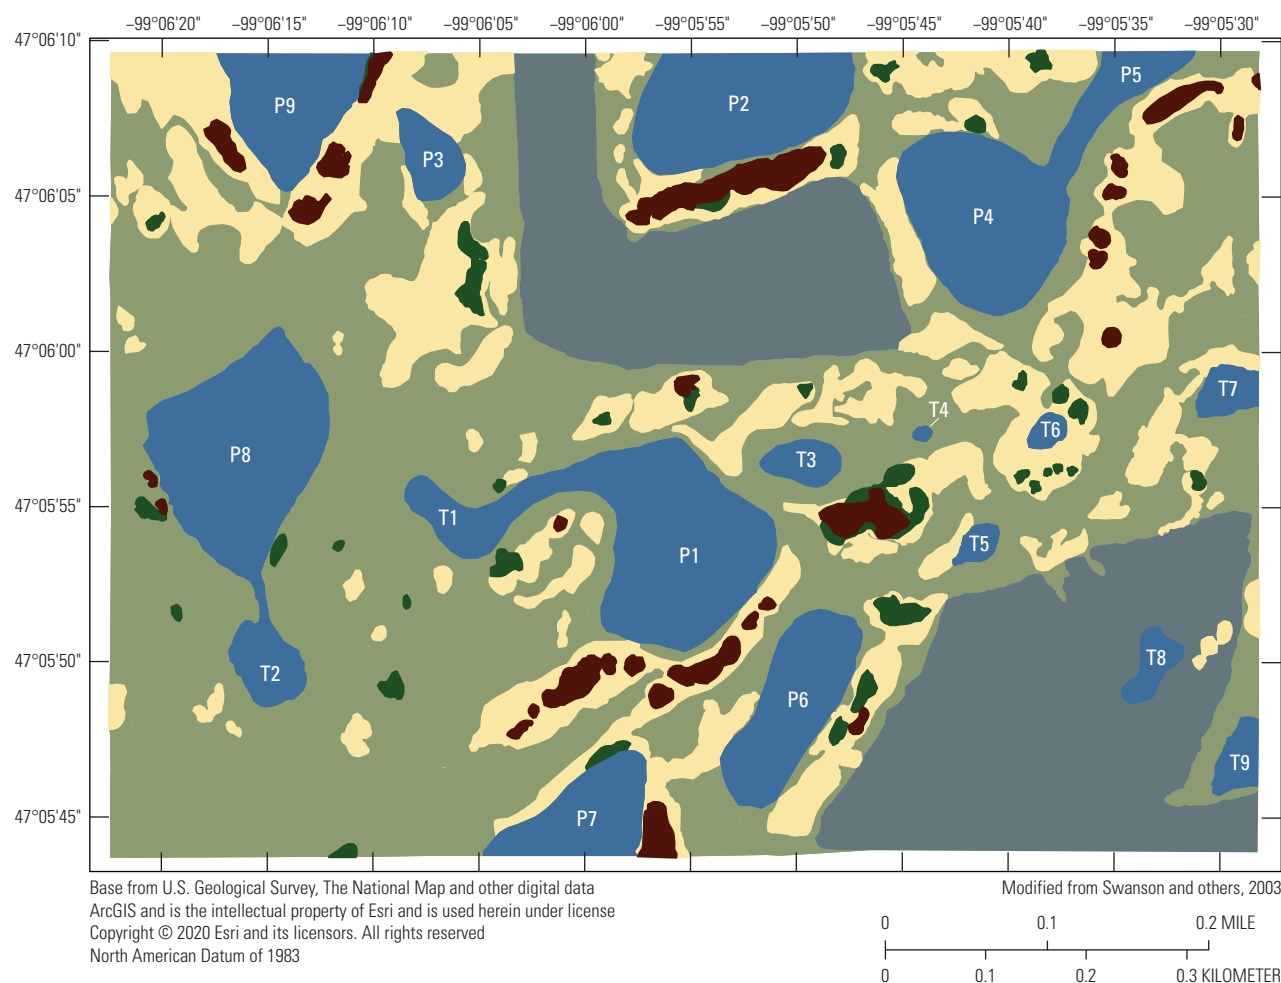 −99°06'20" −99°06'15" −99°06'10" −99°06'05" −99°06'00" −99°05'55" −99°05'50" −99°05'44" −99°05'40" −99°05'35" −99°05'30"
47°06'10"
P5
P9 P2
P3
47°06'05"
P4
47°06'00"
T7
T4
T6
P8 T3
47°05'55"
T1
T5
P1
47°05'50"
T8
T2
P6
T9
47°05'45"
P7
Base from U.S. Geological Survey, The National Map and other digital data
ArcGIS and is the intellectual property of Esri and is used herein under license
Copyright © 2020 Esri and its licensors. All rights reserved
North American Datum of 1983
Modified from Swanson and others, 2003
0 0.1 0.2 MILE
0 0.1 0.2 0.3 KILOMETER